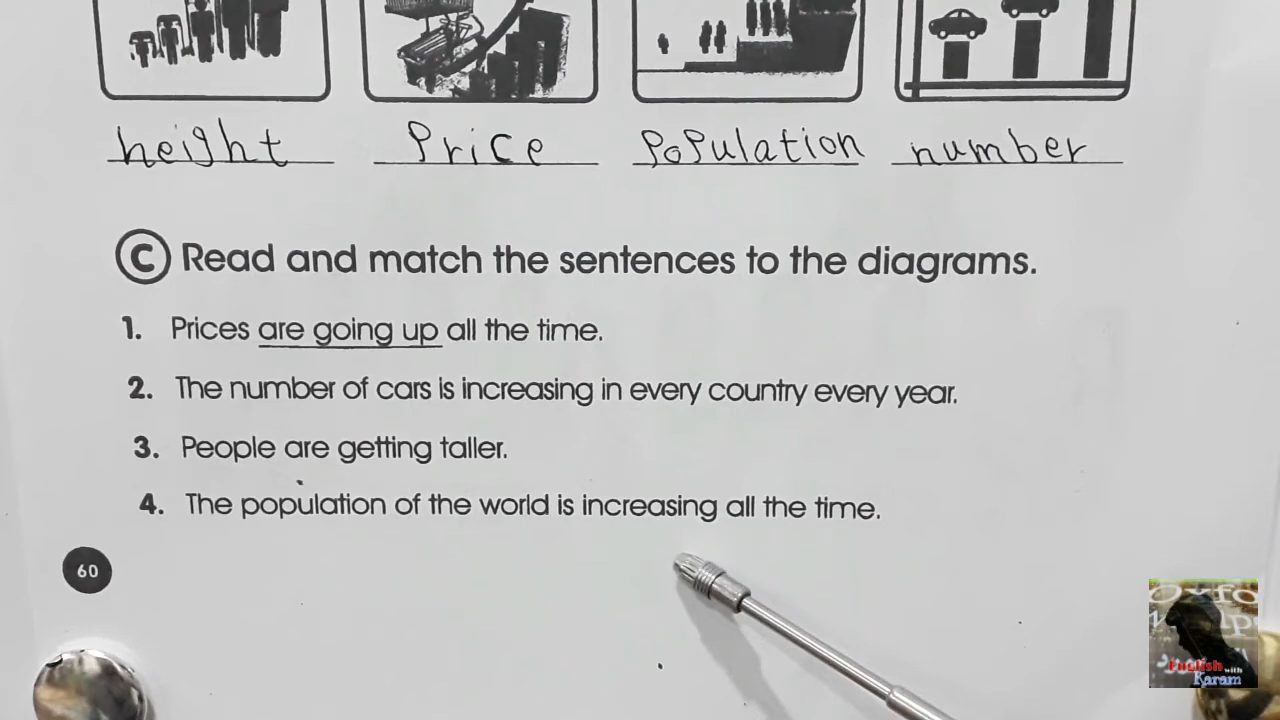 height Price Population number
C Read and match the sentences to the diagrams.
1. Prices are going up all the time.
2. The number of cars is increasing in every country every year.
3. People are getting taller.
4. The population of the world is increasing all the time.
60
English with
Karam